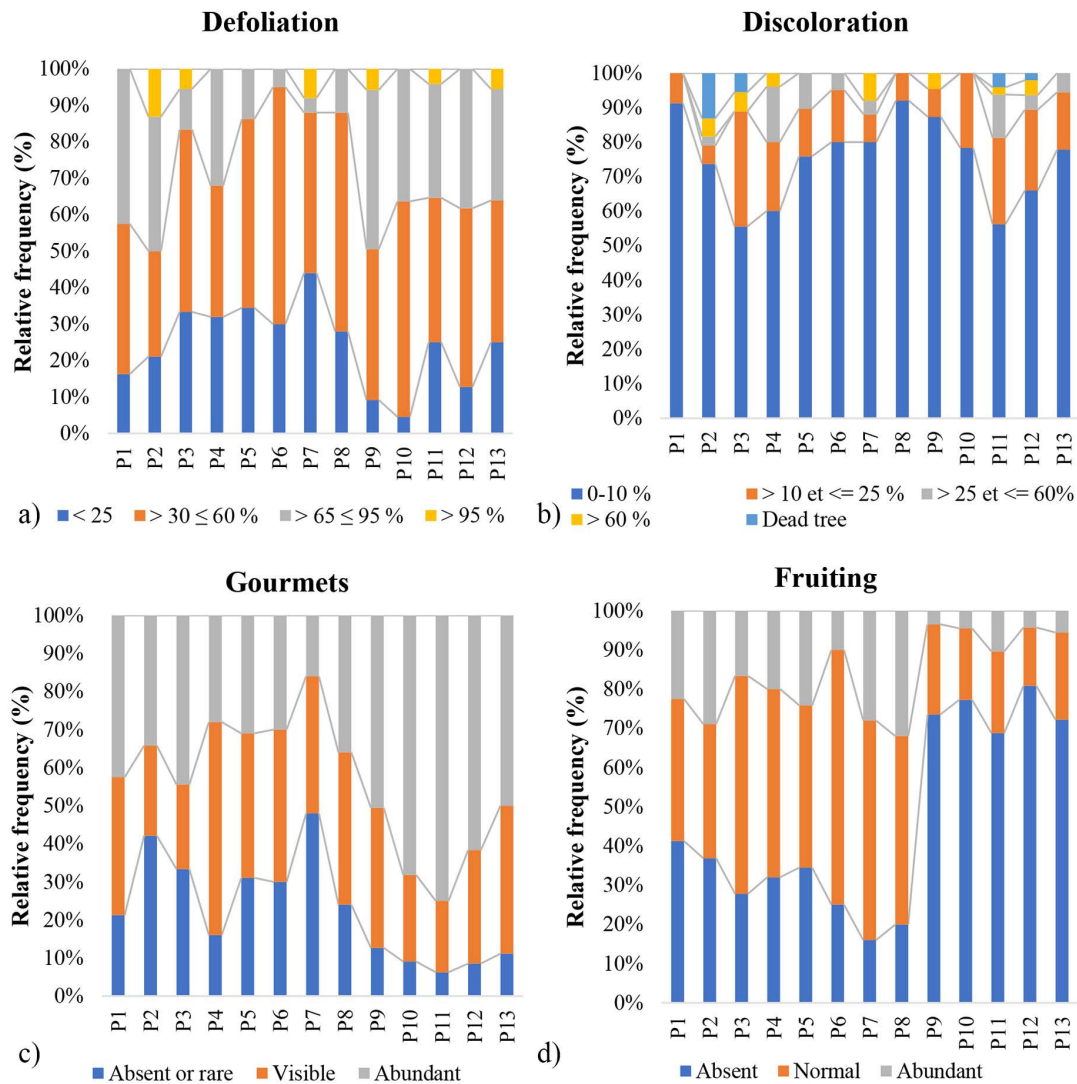 Defoliation
Relative frequency (%)
100%
90%
80%
70%
60%
50%
40%
30%
20%
10%
0%
P1 P2 P3 P4 P5 P6 P7 P8 P9 P10 P11 P12 P13
a) < 25 > 30 ≤ 60 % > 65 ≤ 95 % > 95 %
Discoloration
Relative frequency (%)
100%
90%
80%
70%
60%
50%
40%
30%
20%
10%
0%
P1 P2 P3 P4 P5 P6 P7 P8 P9 P10 P11 P12 P13
0-10 % > 10 et <= 25 % > 25 et <= 60%
b) > 60 % Dead tree
Gourmets
Relative frequency (%)
100%
90%
80%
70%
60%
50%
40%
30%
20%
10%
0%
P1 P2 P3 P4 P5 P6 P7 P8 P9 P10 P11 P12 P13
c) Absent or rare Visible Abundant
Fruiting
Relative frequency (%)
100%
90%
80%
70%
60%
50%
40%
30%
20%
10%
0%
P1 P2 P3 P4 P5 P6 P7 P8 P9 P10 P11 P12 P13
d) Absent Normal Abundant